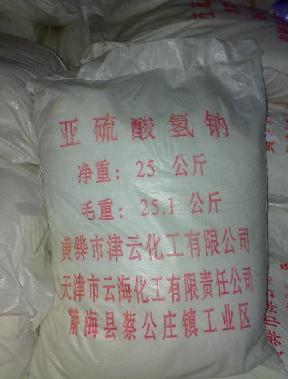 亚硫酸氢钠
净重：25 公斤
毛重：25.1 公斤
黄骅市津云化工有限公司
天津市云海化工有限责任公司
静海县蔡公庄镇工业区